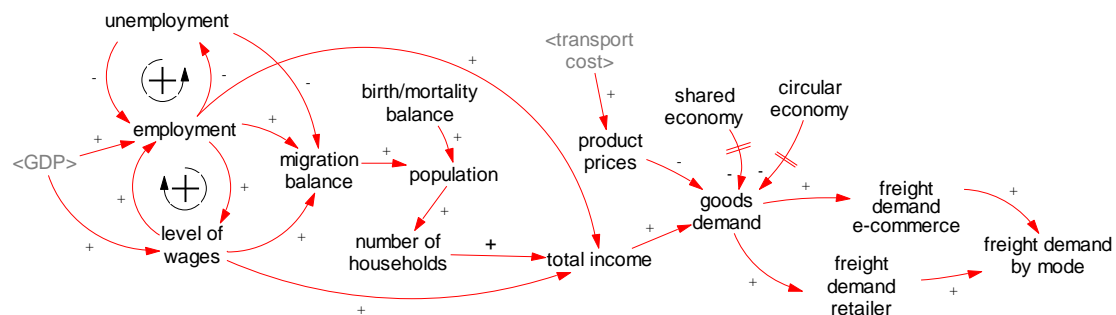 unemployment
<transport
cost>
circular
economy
shared
economy
birth/mortality
balance
employment
product
prices
<GDP>
migration
balance
population
goods
demand
freight
demand
e-commerce
level of
wages
number of
households
total income
freight demand
by mode
freight
demand
retailer